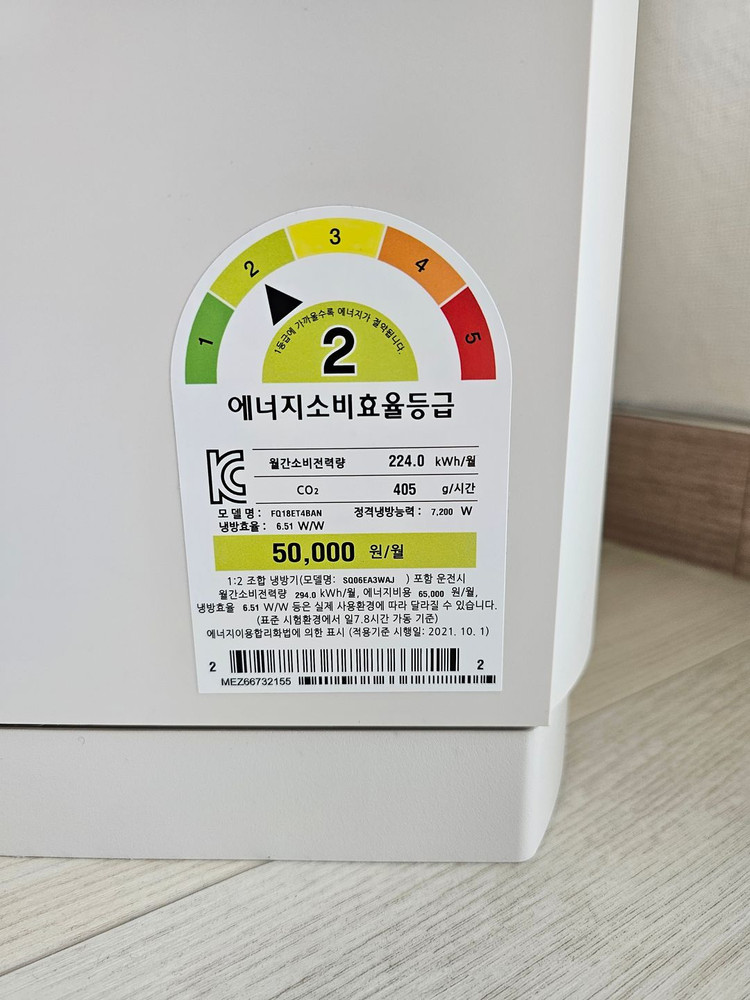 1 2 3 4 5
1등급에 가까울수록 에너지가 절약됩니다.
2
에너지소비효율등급
월간소비전력량 224.0 kWh/월
CO₂ 405 g/시간
모 델 명 : FQ18ET4BAN 정격냉방능력 : 7,200 W
냉방효율 : 6.51 W/W
50,000 원/월
1:2 조합 냉방기(모델명: SQ06EA3WAJ ) 포함 운전시
월간소비전력량 294.0 kWh/월, 에너지비용 65,000 원/월,
냉방효율 6.51 W/W 등은 실제 사용환경에 따라 달라질 수 있습니다.
(표준 시험환경에서 일7.8시간 가동 기준)
에너지이용합리화법에 의한 표시 (적용기준 시행일: 2021. 10. 1)
2 2
MEZ66732155